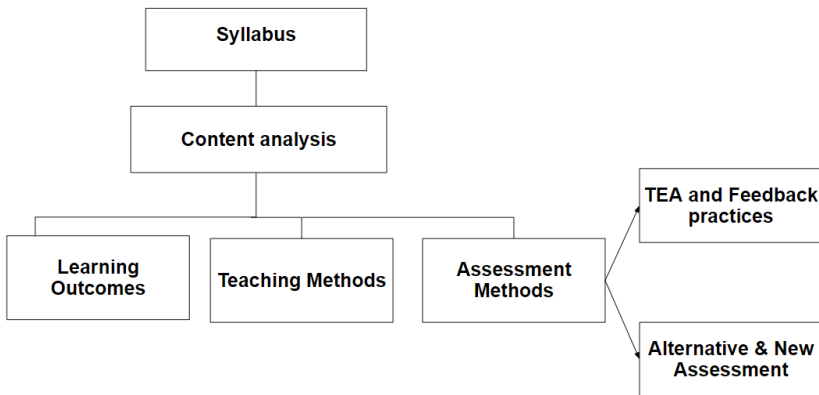 Syllabus
Content analysis
TEA and Feedback
practices
Learning
Outcomes
Teaching Methods
Assessment
Methods
Alternative & New
Assessment